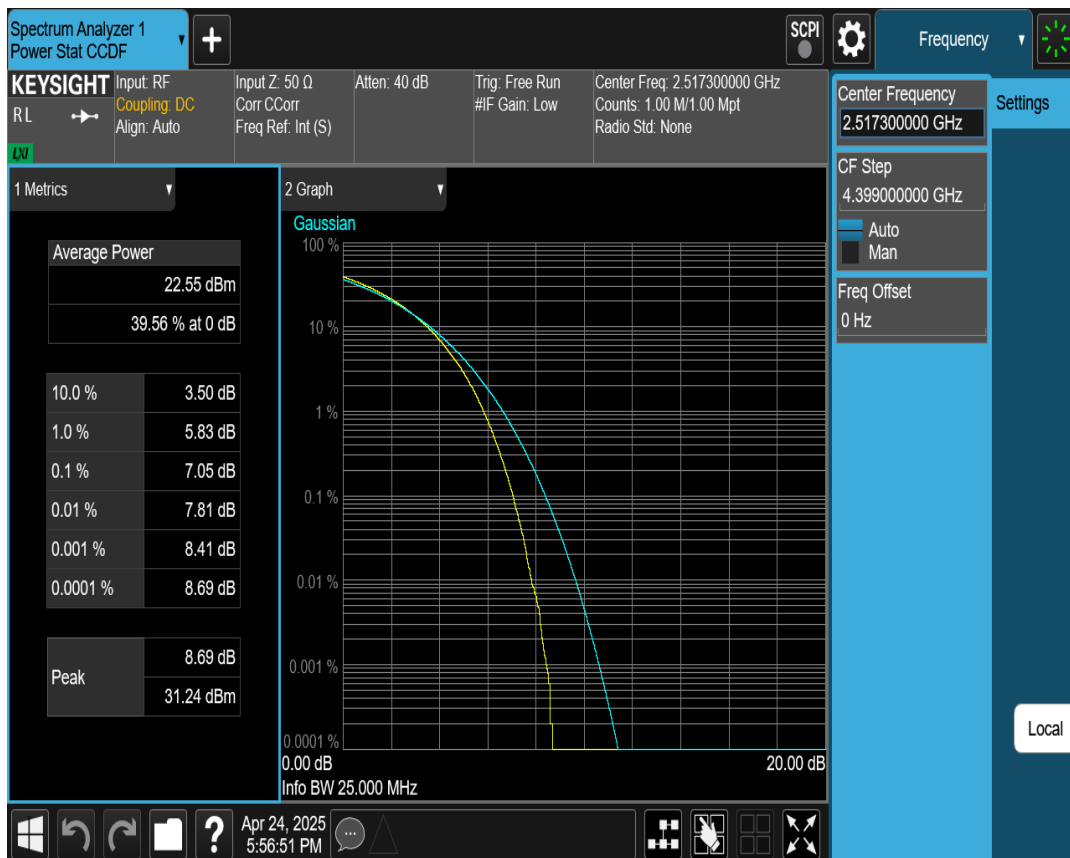 Spectrum Analyzer 1
Power Stat CCDF
+
SCPI
Frequency
KEYSIGHT
RL
LXI
Input: RF
Coupling: DC
Align: Auto
Input Z: 50 Ω
Corr CCorr
Freq Ref: Int (S)
Atten: 40 dB
Trig: Free Run
#IF Gain: Low
Center Freq: 2.517300000 GHz
Counts: 1.00 M/1.00 Mpt
Radio Std: None
Center Frequency
2.517300000 GHz
Settings
CF Step
4.399000000 GHz
Auto
Man
Freq Offset
0 Hz
1 Metrics
Average Power
22.55 dBm
39.56 % at 0 dB
10.0 % 3.50 dB
1.0 % 5.83 dB
0.1 % 7.05 dB
0.01 % 7.81 dB
0.001 % 8.41 dB
0.0001 % 8.69 dB
Peak
8.69 dB
31.24 dBm
2 Graph
Gaussian
100 %
10 %
1 %
0.1 %
0.01 %
0.001 %
0.0001 %
0.00 dB 20.00 dB
Info BW 25.000 MHz
Local
?
Apr 24, 2025
5:56:51 PM